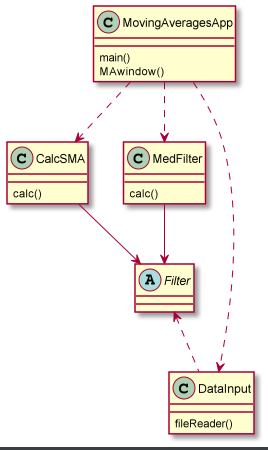 C MovingAveragesApp
main()
MAwindow()
C CalcSMA
calc()
C MedFilter
calc()
A Filter
C DataInput
fileReader()